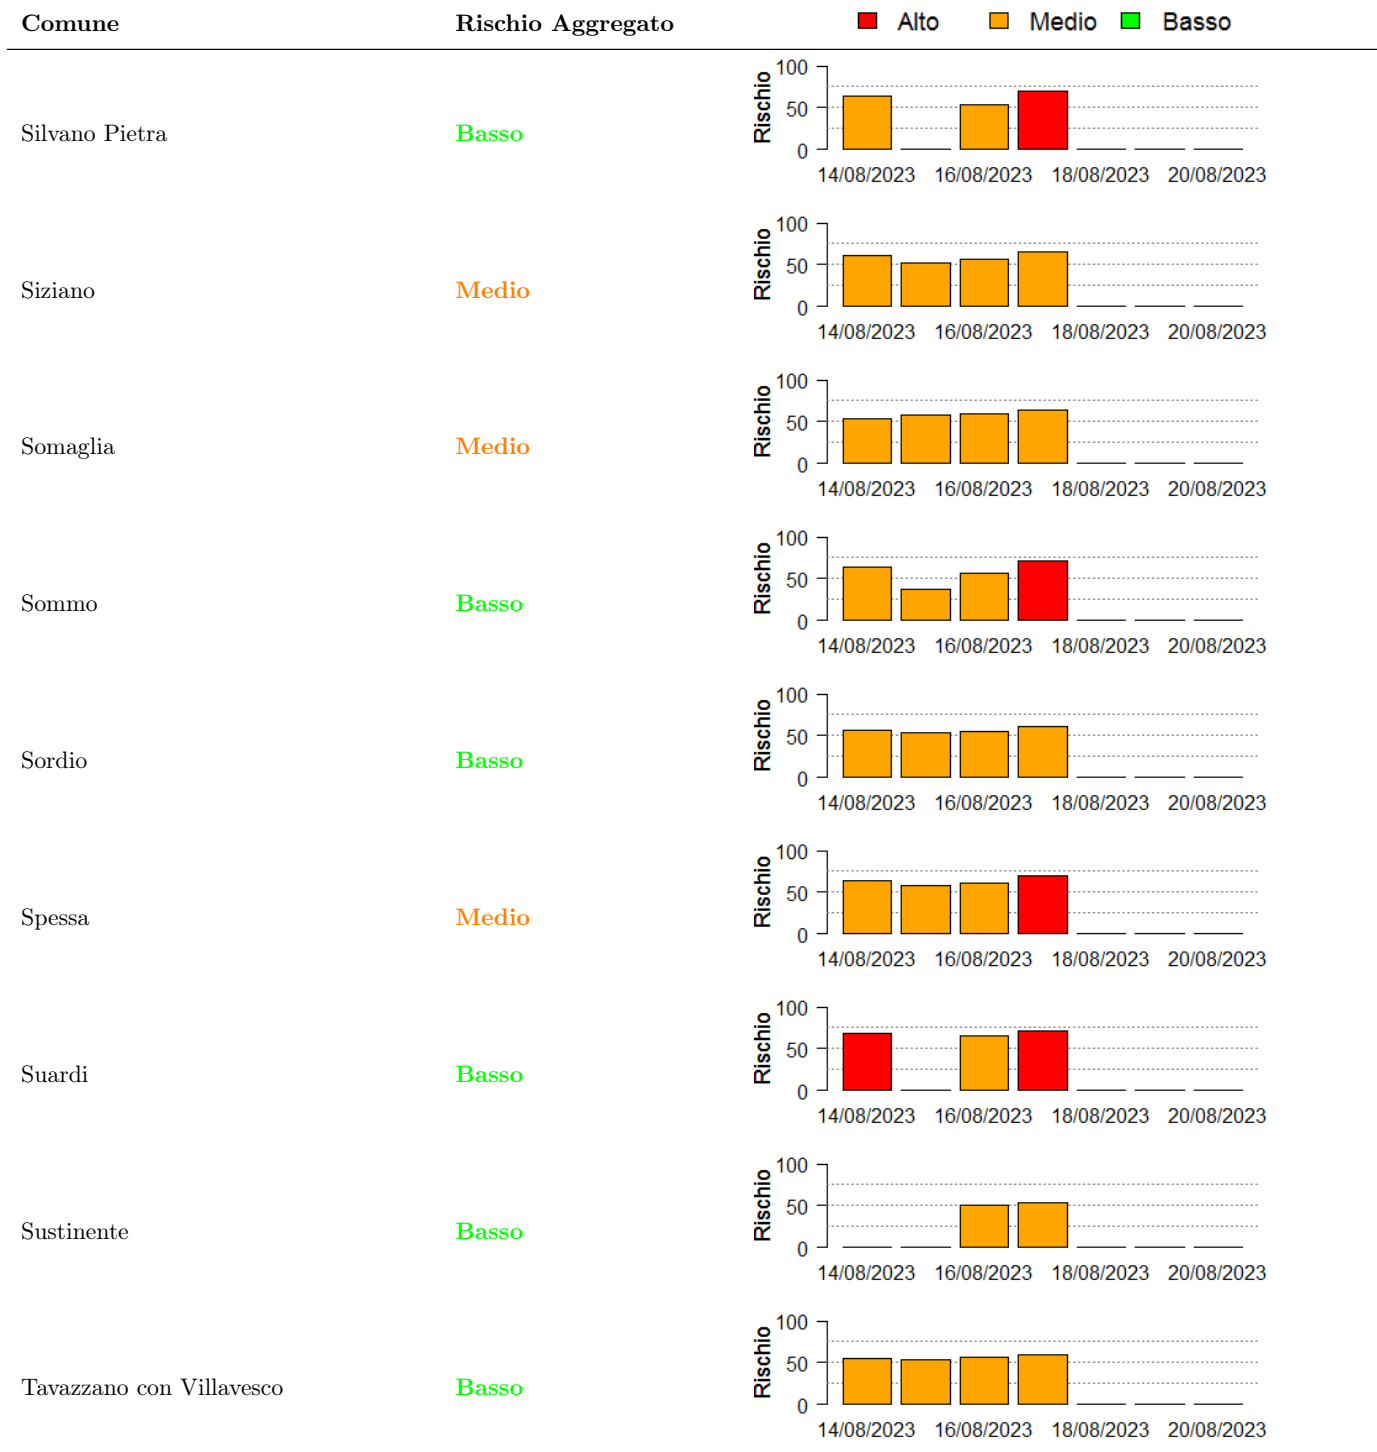 Comune Rischio Aggregato Alto Medio Basso
100
50
0
Rischio
Silvano Pietra Basso
14/08/2023 16/08/2023 18/08/2023 20/08/2023
100
50
0
Rischio
Siziano Medio
14/08/2023 16/08/2023 18/08/2023 20/08/2023
100
50
0
Rischio
Somaglia Medio
14/08/2023 16/08/2023 18/08/2023 20/08/2023
100
50
0
Rischio
Sommo Basso
14/08/2023 16/08/2023 18/08/2023 20/08/2023
100
50
0
Rischio
Sordio Basso
14/08/2023 16/08/2023 18/08/2023 20/08/2023
100
50
0
Rischio
Spessa Medio
14/08/2023 16/08/2023 18/08/2023 20/08/2023
100
50
0
Rischio
Suardi Basso
14/08/2023 16/08/2023 18/08/2023 20/08/2023
100
50
0
Rischio
Sustinente Basso
14/08/2023 16/08/2023 18/08/2023 20/08/2023
100
50
0
Rischio
Tavazzano con Villavesco Basso
14/08/2023 16/08/2023 18/08/2023 20/08/2023